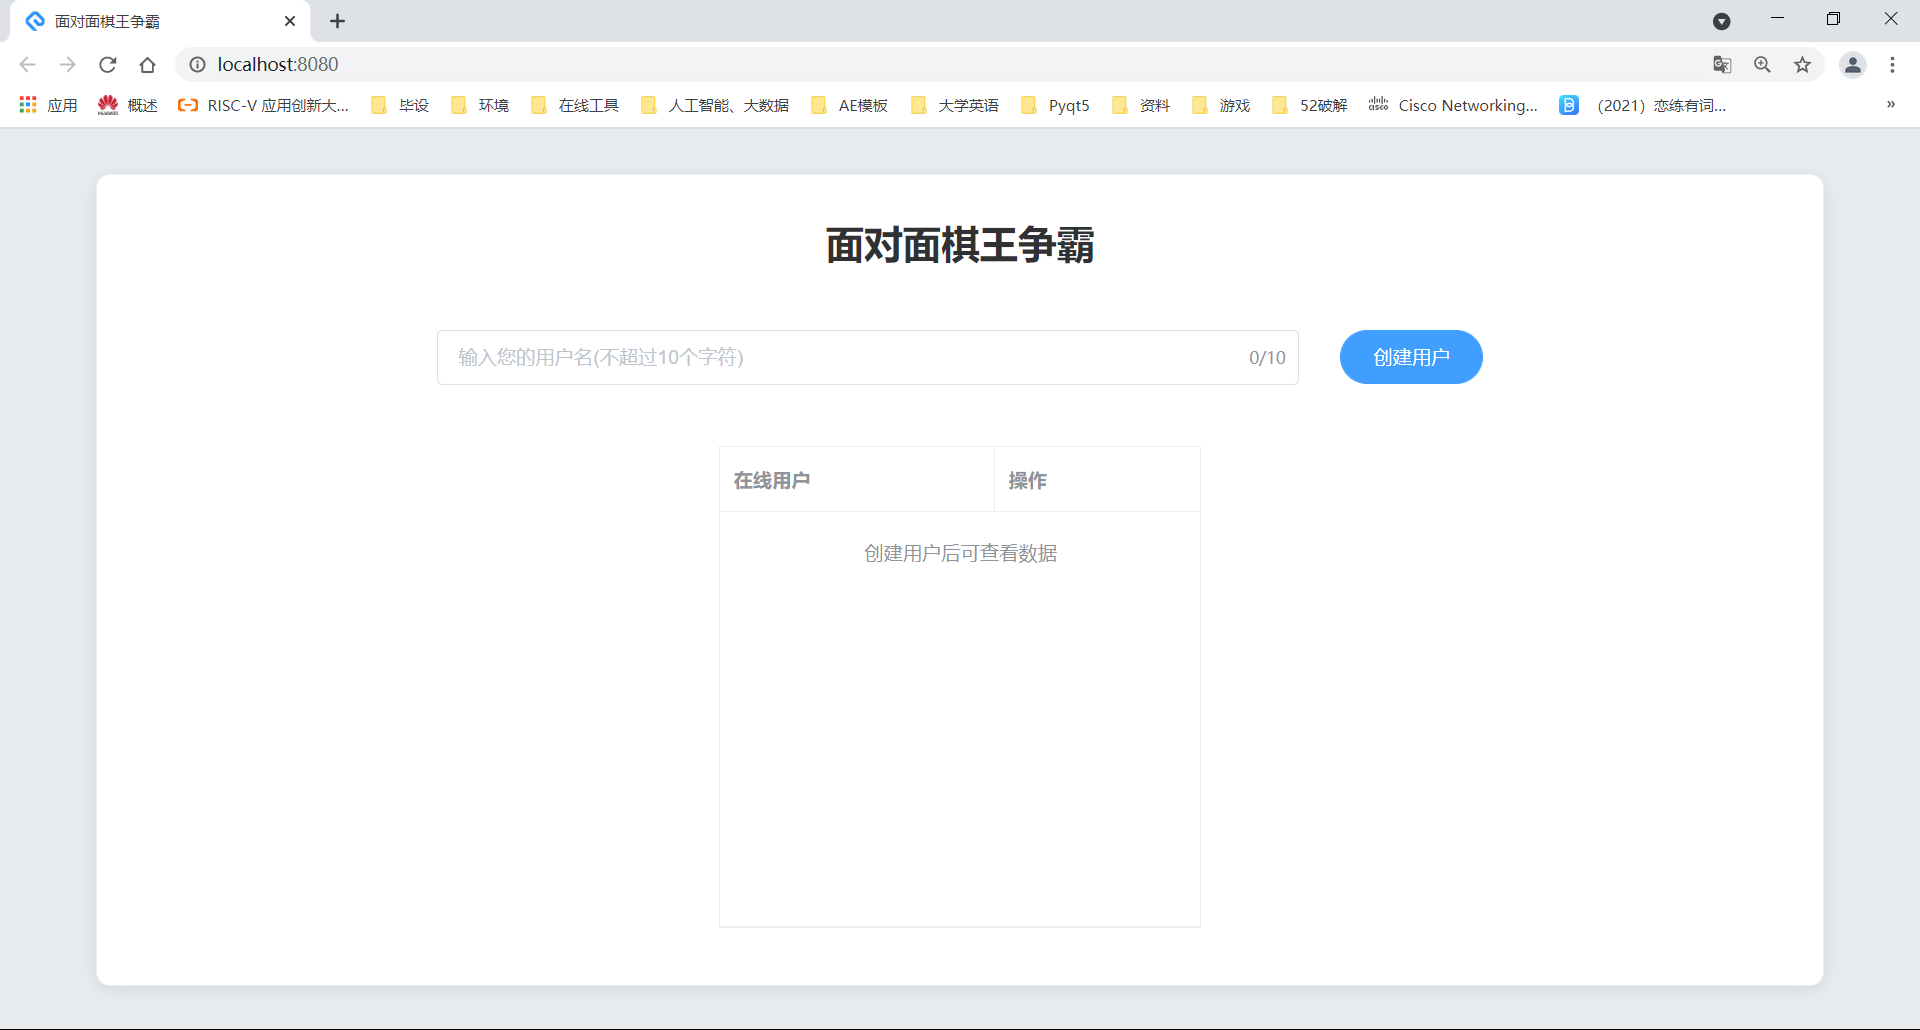 面对面棋王争霸
localhost:8080
应用 概述 RISC-V 应用创新大... 毕设 环境 在线工具 人工智能、大数据 AE模板 大学英语 Pyqt5 资料 游戏 52破解 Cisco Networking... （2021）恋练有词... »
面对面棋王争霸
输入您的用户名(不超过10个字符) 0/10 创建用户
在线用户 操作
创建用户后可查看数据